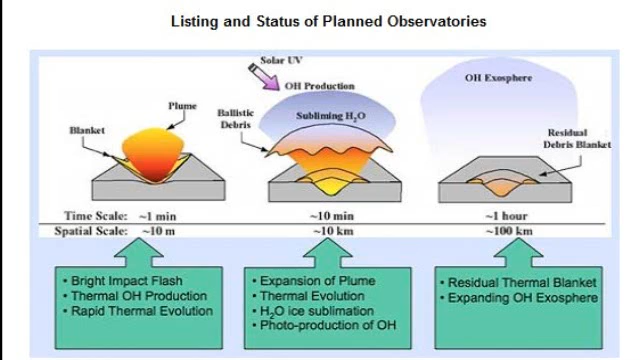 Listing and Status of Planned Observatories
Solar UV
OH Production
OH Exosphere
Plume
Ballistic
Debris
Subliming H₂O
Blanket
Residual
Debris Blanket
Time Scale: ~1 min ~10 min ~1 hour
Spatial Scale: ~10 m ~10 km ~100 km
• Bright Impact Flash
• Thermal OH Production
• Rapid Thermal Evolution
• Expansion of Plume
• Thermal Evolution
• H₂O ice sublimation
• Photo-production of OH
• Residual Thermal Blanket
• Expanding OH Exosphere